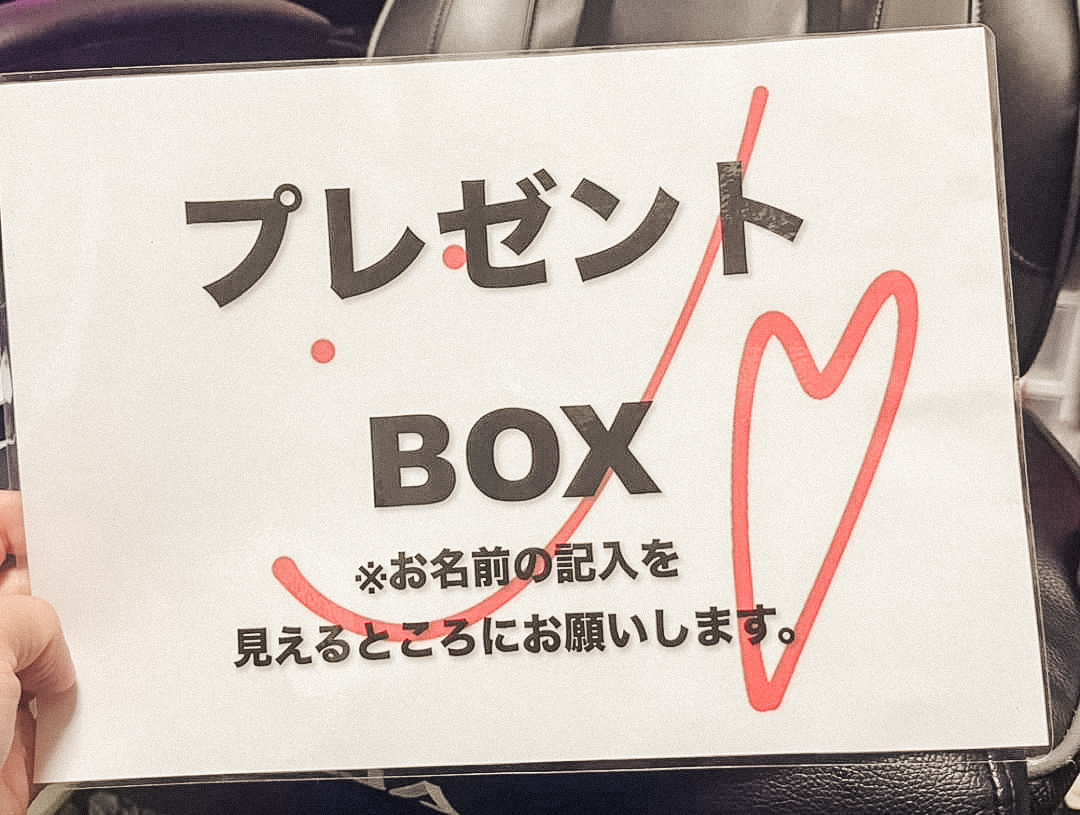 プレゼント
BOX
※お名前の記入を
見えるところにお願いします。